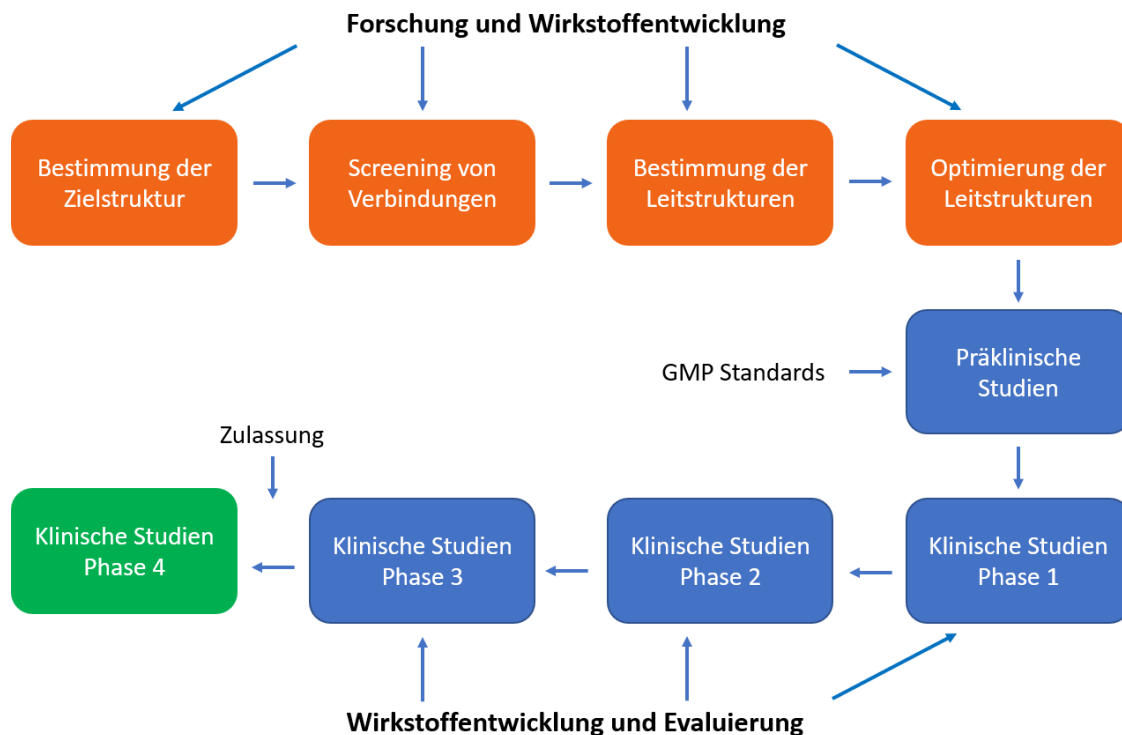 Forschung und Wirkstoffentwicklung
Bestimmung der
Zielstruktur
Screening von
Verbindungen
Bestimmung der
Leitstrukturen
Optimierung der
Leitstrukturen
GMP Standards
Präklinische
Studien
Zulassung
Klinische Studien
Phase 4
Klinische Studien
Phase 3
Klinische Studien
Phase 2
Klinische Studien
Phase 1
Wirkstoffentwicklung und Evaluierung